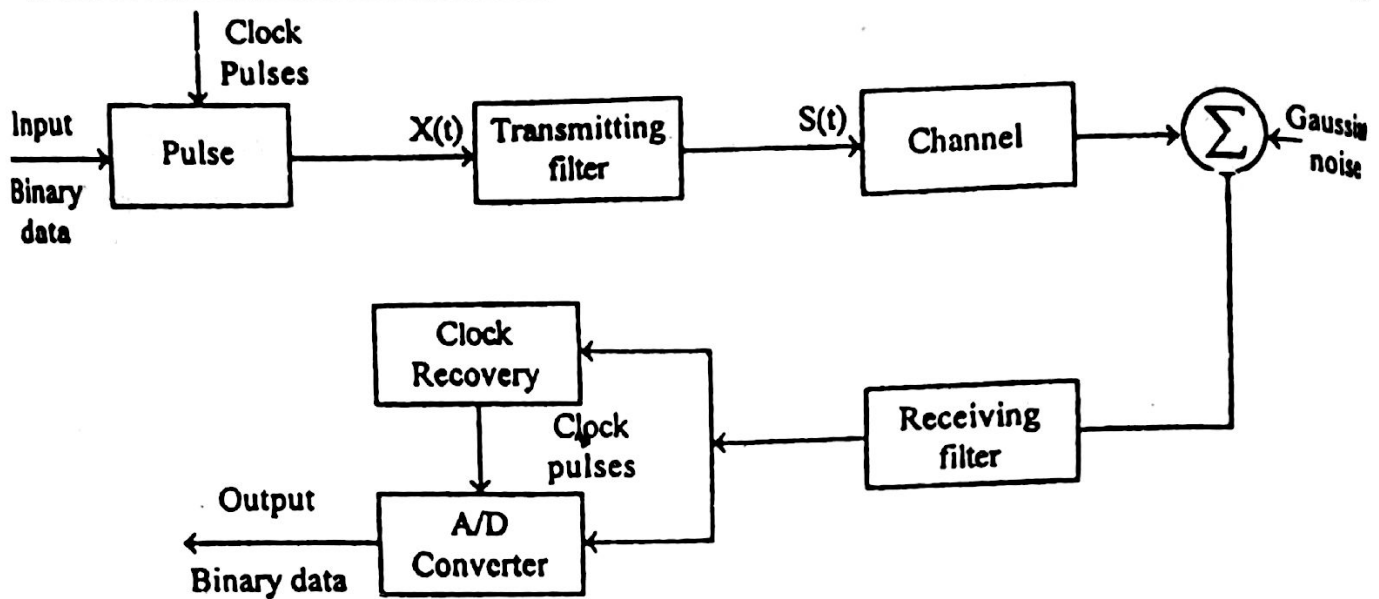 Clock
Pulses
Input
Binary
data
Pulse
X(t)
Transmitting
filter
S(t)
Channel
Σ
noise
Clock
Recovery
Clock
pulses
Receiving
filter
Output
Binary data
A/D
Converter